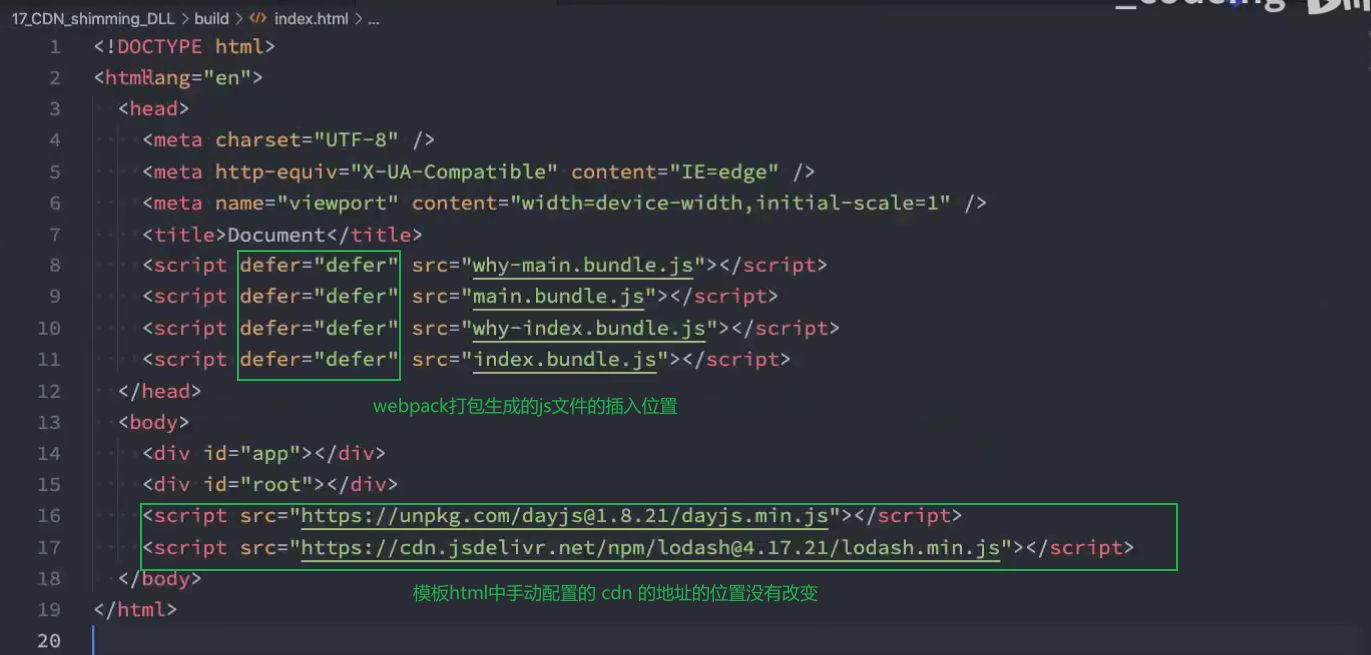 17_CDN_shimming_DLL > build > <> index.html > ...
1 <!DOCTYPE html>
2 <html lang="en">
3 <head>
4 <meta charset="UTF-8" />
5 <meta http-equiv="X-UA-Compatible" content="IE=edge" />
6 <meta name="viewport" content="width=device-width,initial-scale=1" />
7 <title>Document</title>
8 <script defer="defer" src="why-main.bundle.js"></script>
9 <script defer="defer" src="main.bundle.js"></script>
10 <script defer="defer" src="why-index.bundle.js"></script>
11 <script defer="defer" src="index.bundle.js"></script>
12 </head>
webpack打包生成的js文件的插入位置
13 <body>
14 <div id="app"></div>
15 <div id="root"></div>
16 <script src="https://unpkg.com/dayjs@1.8.21/dayjs.min.js"></script>
17 <script src="https://cdn.jsdelivr.net/npm/lodash@4.17.21/lodash.min.js"></script>
18 </body>
模板html中手动配置的 cdn 的地址的位置没有改变
19 </html>
20